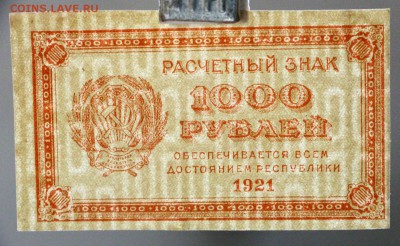 COINS.LAVE.RU
РАСЧЕТНЫЙ ЗНАК
1000
РУБЛЕЙ
ОБЕСПЕЧИВАЕТСЯ ВСЕМ
ДОСТОЯНИЕМ РЕСПУБЛИКИ
1921